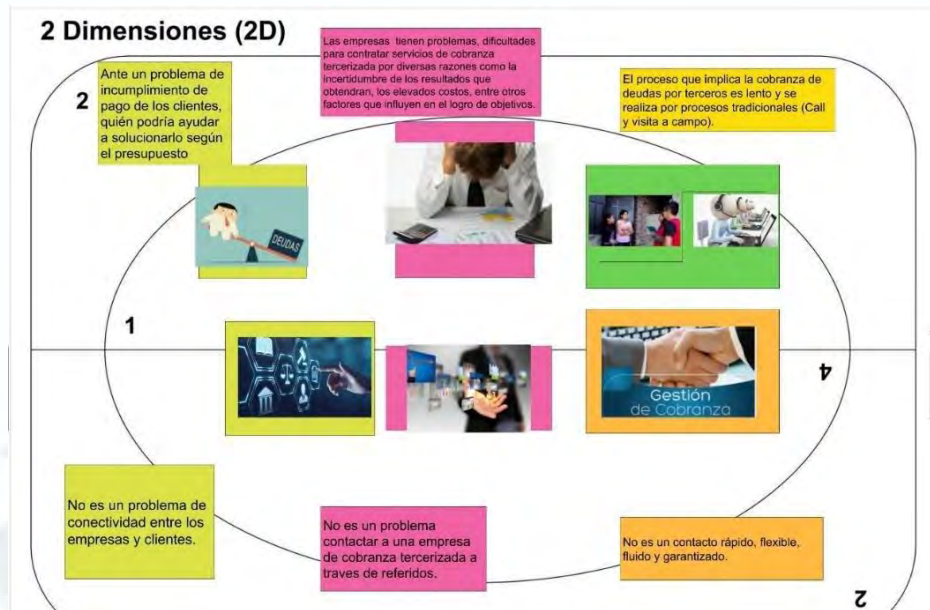 2 Dimensiones (2D)
2
Ante un problema de
incumplimiento de
pago de los clientes,
quién podría ayudar
a solucionarlo según
el presupuesto
Las empresas tienen problemas, dificultades
para contratar servicios de cobranza
tercerizada por diversas razones como la
incertidumbre de los resultados que
obtendran, los elevados costos, entre otros
factores que influyen en el logro de objetivos.
El proceso que implica la cobranza de
deudas por terceros es lento y se
realiza por procesos tradicionales (Call
y visita a campo).
DEUDAS
1
4
Gestión
de Cobranza
No es un problema de
conectividad entre los
empresas y clientes.
No es un problema
contactar a una empresa
de cobranza tercerizada a
traves de referidos.
No es un contacto rápido, flexible,
fluido y garantizado.
2